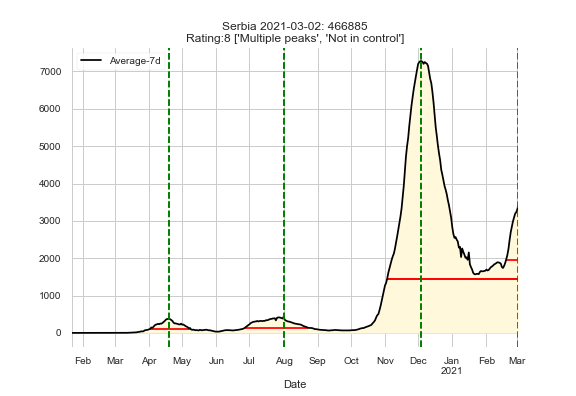 Serbia 2021-03-02: 466885
Rating:8 ['Multiple peaks', 'Not in control']
Average-7d
7000
6000
5000
4000
3000
2000
1000
0
Feb Mar Apr May Jun Jul Aug Sep Oct Nov Dec Jan Feb Mar
2021
Date